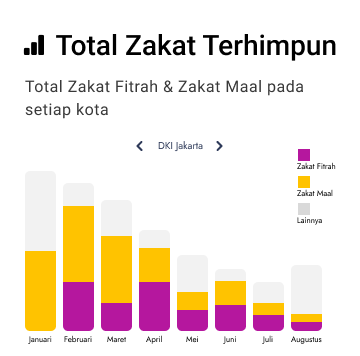 Total Zakat Terhimpun
Total Zakat Fitrah & Zakat Maal pada
setiap kota
DKI Jakarta
Zakat Fitrah
Zakat Maal
Lainnya
Januari Februari Maret April Mei Juni Juli Augustus